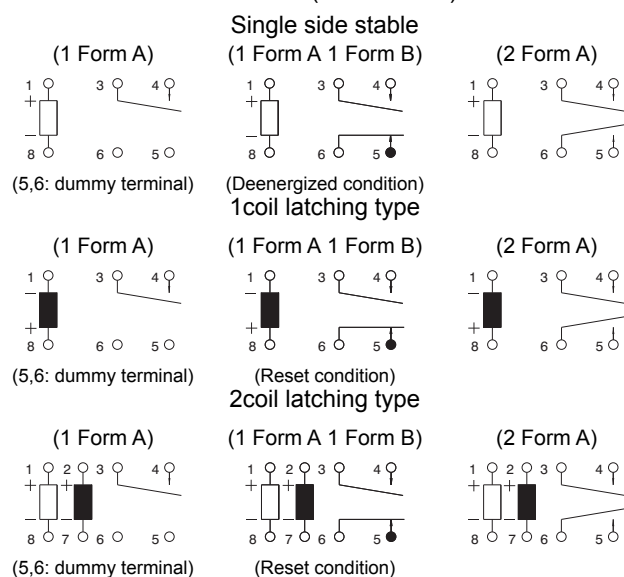 Single side stable
(1 Form A) (1 Form A 1 Form B) (2 Form A)
1 3 4 1 3 4 1 3 4
+ + +
– – –
8 6 5 8 6 5 8 6 5
(5,6: dummy terminal) (Deenergized condition)
1coil latching type
(1 Form A) (1 Form A 1 Form B) (2 Form A)
1 3 4 1 3 4 1 3 4
– – –
+ + +
8 6 5 8 6 5 8 6 5
(5,6: dummy terminal) (Reset condition)
2coil latching type
(1 Form A) (1 Form A 1 Form B) (2 Form A)
1 2 3 4 1 2 3 4 1 2 3 4
+ + + + + +
– – – – – –
8 7 6 5 8 7 6 5 8 7 6 5
(5,6: dummy terminal) (Reset condition)